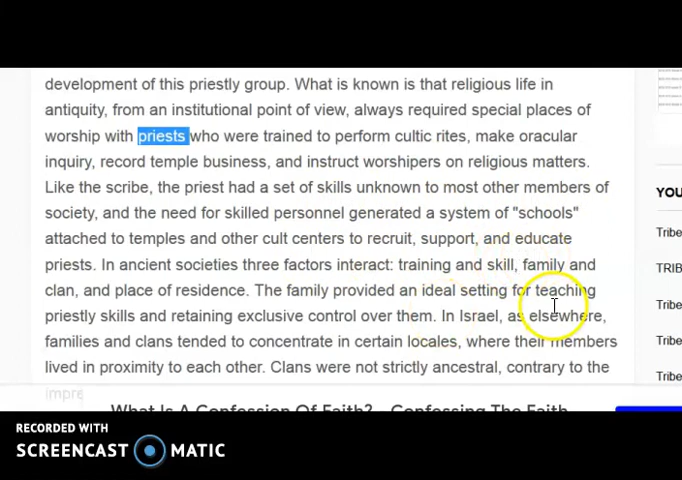 development of this priestly group. What is known is that religious life in
antiquity, from an institutional point of view, always required special places of
worship with priests who were trained to perform cultic rites, make oracular
inquiry, record temple business, and instruct worshipers on religious matters.
Like the scribe, the priest had a set of skills unknown to most other members of
society, and the need for skilled personnel generated a system of "schools"
attached to temples and other cult centers to recruit, support, and educate
priests. In ancient societies three factors interact: training and skill, family and
clan, and place of residence. The family provided an ideal setting for teaching
priestly skills and retaining exclusive control over them. In Israel, as elsewhere,
families and clans tended to concentrate in certain locales, where their members
lived in proximity to each other. Clans were not strictly ancestral, contrary to the
impre
What Is A Confession Of Faith? - Confessing The Faith
YOU
Tribe
TRIB
Tribe
Tribe
Tribe
RECORDED WITH
SCREENCAST MATIC